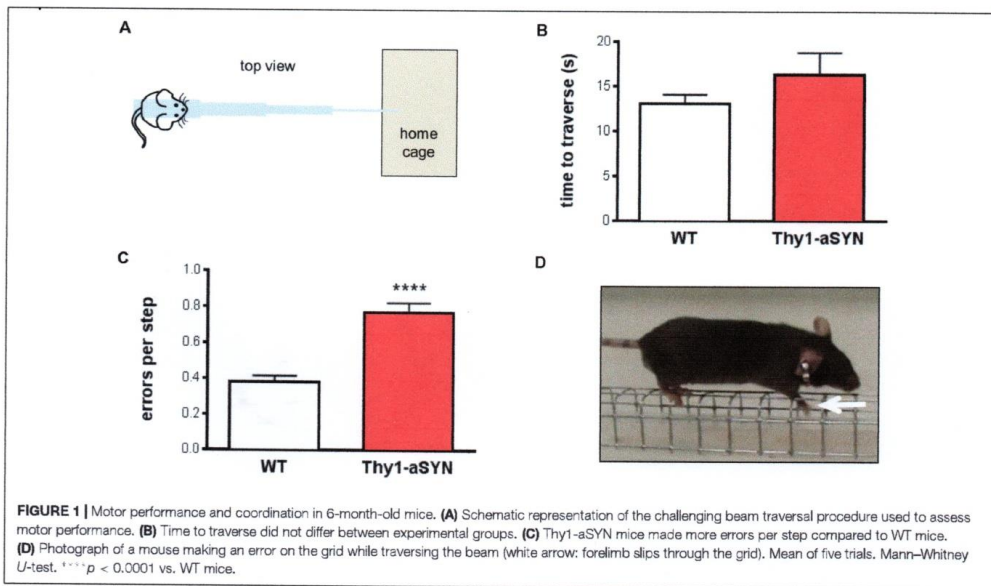 A
top view
home
cage
B
time to traverse (s)
20
15
10
5
0
WT
Thy1-aSYN
C
errors per step
1.0
0.8
0.6
0.4
0.2
0.0
****
WT
Thy1-aSYN
D
FIGURE 1 | Motor performance and coordination in 6-month-old mice. (A) Schematic representation of the challenging beam traversal procedure used to assess
motor performance. (B) Time to traverse did not differ between experimental groups. (C) Thy1-aSYN mice made more errors per step compared to WT mice.
(D) Photograph of a mouse making an error on the grid while traversing the beam (white arrow: forelimb slips through the grid). Mean of five trials. Mann–Whitney
U-test. ****p < 0.0001 vs. WT mice.